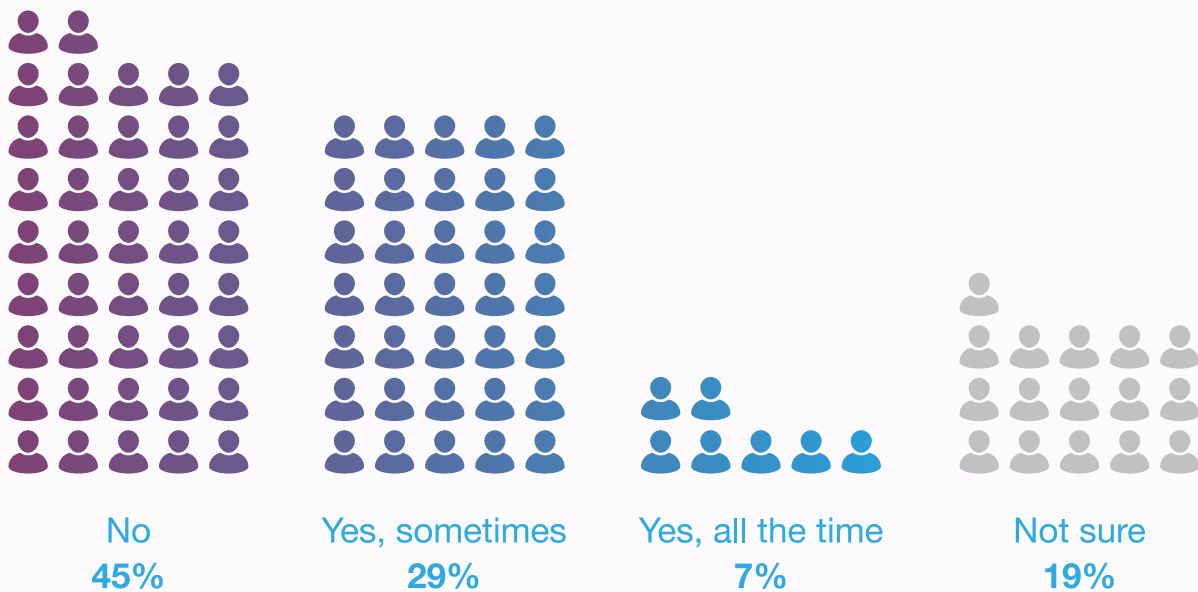 No
45%
Yes, sometimes
29%
Yes, all the time
7%
Not sure
19%